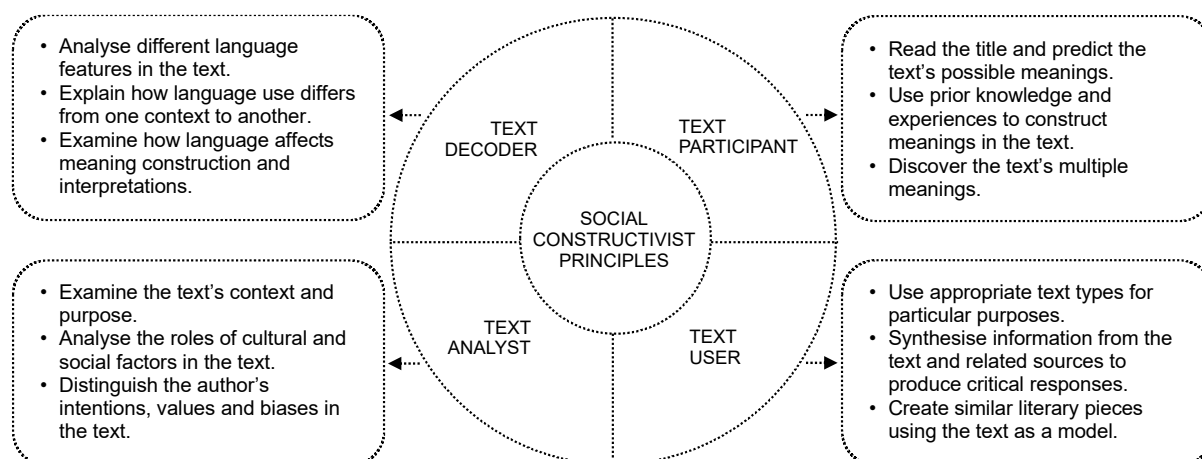 • Analyse different language
features in the text.
• Explain how language use differs
from one context to another.
• Examine how language affects
meaning construction and
interpretations.
TEXT
DECODER
TEXT
PARTICIPANT
• Read the title and predict the
text’s possible meanings.
• Use prior knowledge and
experiences to construct
meanings in the text.
• Discover the text’s multiple
meanings.
SOCIAL
CONSTRUCTIVIST
PRINCIPLES
• Examine the text’s context and
purpose.
• Analyse the roles of cultural and
social factors in the text.
• Distinguish the author’s
intentions, values and biases in
the text.
TEXT
ANALYST
TEXT
USER
• Use appropriate text types for
particular purposes.
• Synthesise information from the
text and related sources to
produce critical responses.
• Create similar literary pieces
using the text as a model.